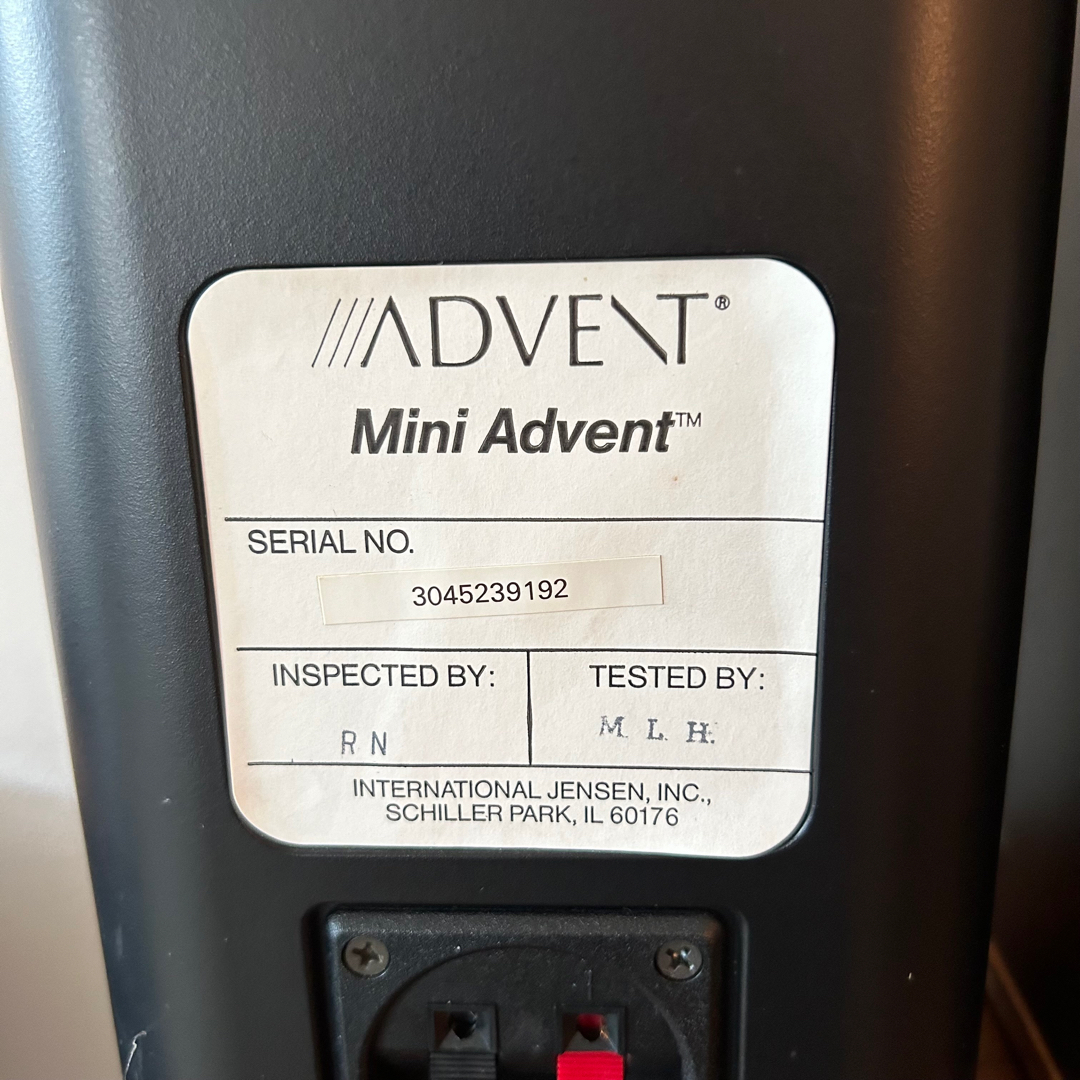 ADVENT®
Mini Advent™
SERIAL NO.
3045239192
INSPECTED BY:
R N
TESTED BY:
M. L. H.
INTERNATIONAL JENSEN, INC.,
SCHILLER PARK, IL 60176